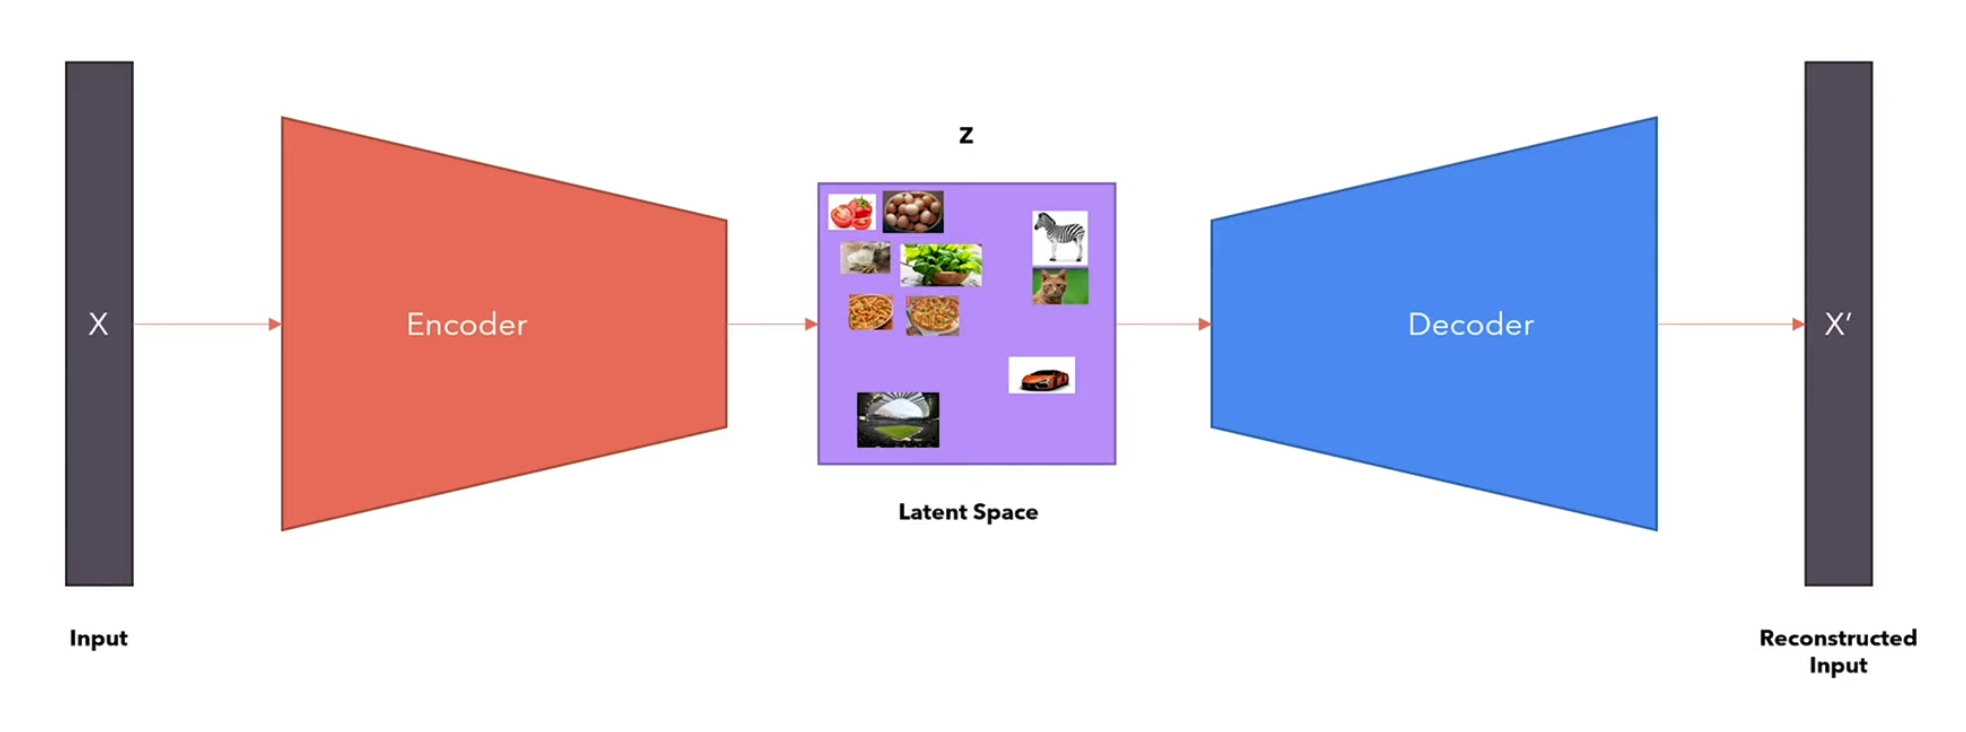 X
Encoder
Z
Latent Space
Decoder
X′
Input
Reconstructed
Input